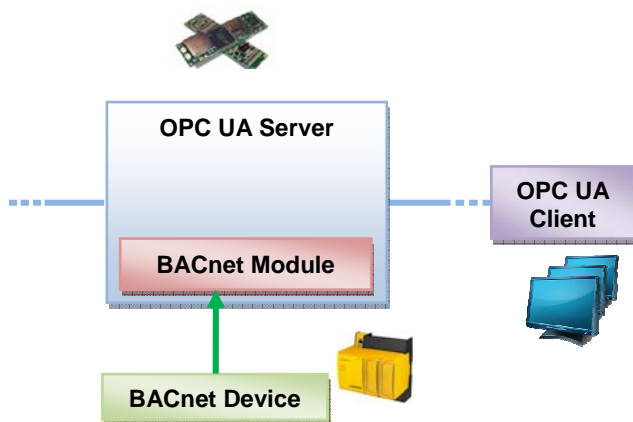 OPC UA Server
OPC UA
Client
BACnet Module
BACnet Device